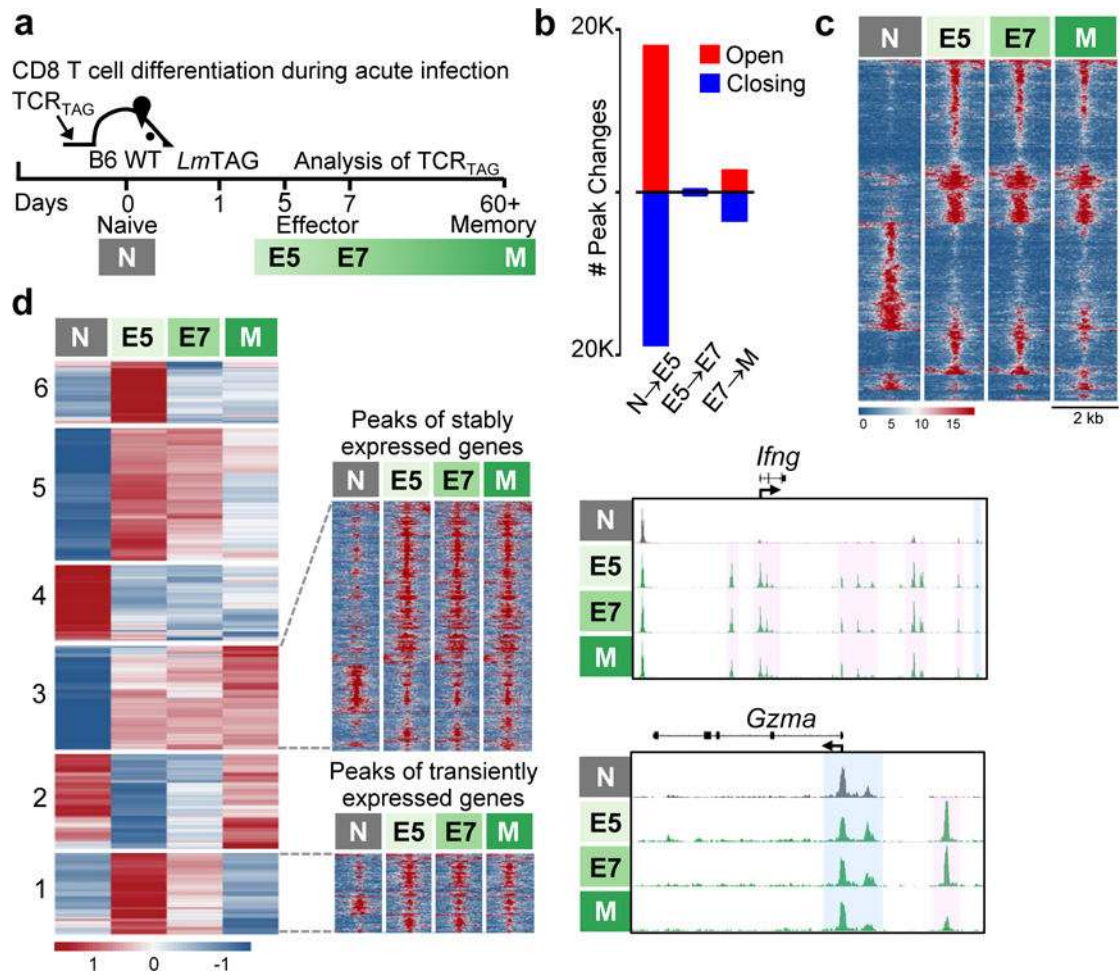 a
CD8 T cell differentiation during acute infection
TCRTAG
B6 WT
LmTAG
Analysis of TCRTAG
Days 0 1 5 7 60+
Naive Effector Memory
N E5 E7 M
b
20K
Open
Closing
# Peak Changes
20K
N→E5
E5→E7
E7→M
c
N E5 E7 M
0 5 10 15
2 kb
d
N E5 E7 M
6
5
4
3
2
1
1 0 -1
Peaks of stably
expressed genes
N E5 E7 M
Peaks of transiently
expressed genes
N E5 E7 M
Ifng
N
E5
E7
M
Gzma
N
E5
E7
M